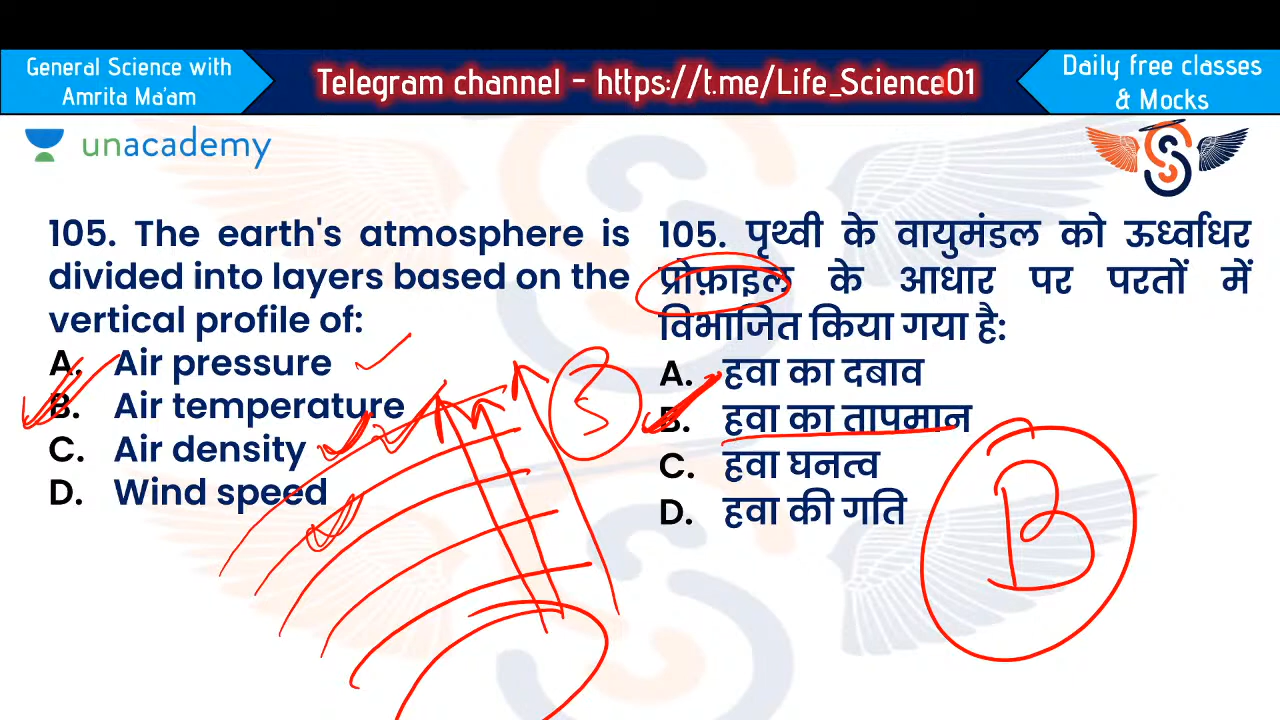 General Science with
Amrita Ma'am
Telegram channel - https://t.me/Life_Science01
Daily free classes
& Mocks
unacademy
105. The earth's atmosphere is
divided into layers based on the
vertical profile of:
A. Air pressure
B. Air temperature
C. Air density
D. Wind speed
105. पृथ्वी के वायुमंडल को ऊर्ध्वाधर
प्रोफ़ाइल के आधार पर परतों में
विभाजित किया गया है:
A. हवा का दबाव
B. हवा का तापमान
C. हवा घनत्व
D. हवा की गति
B